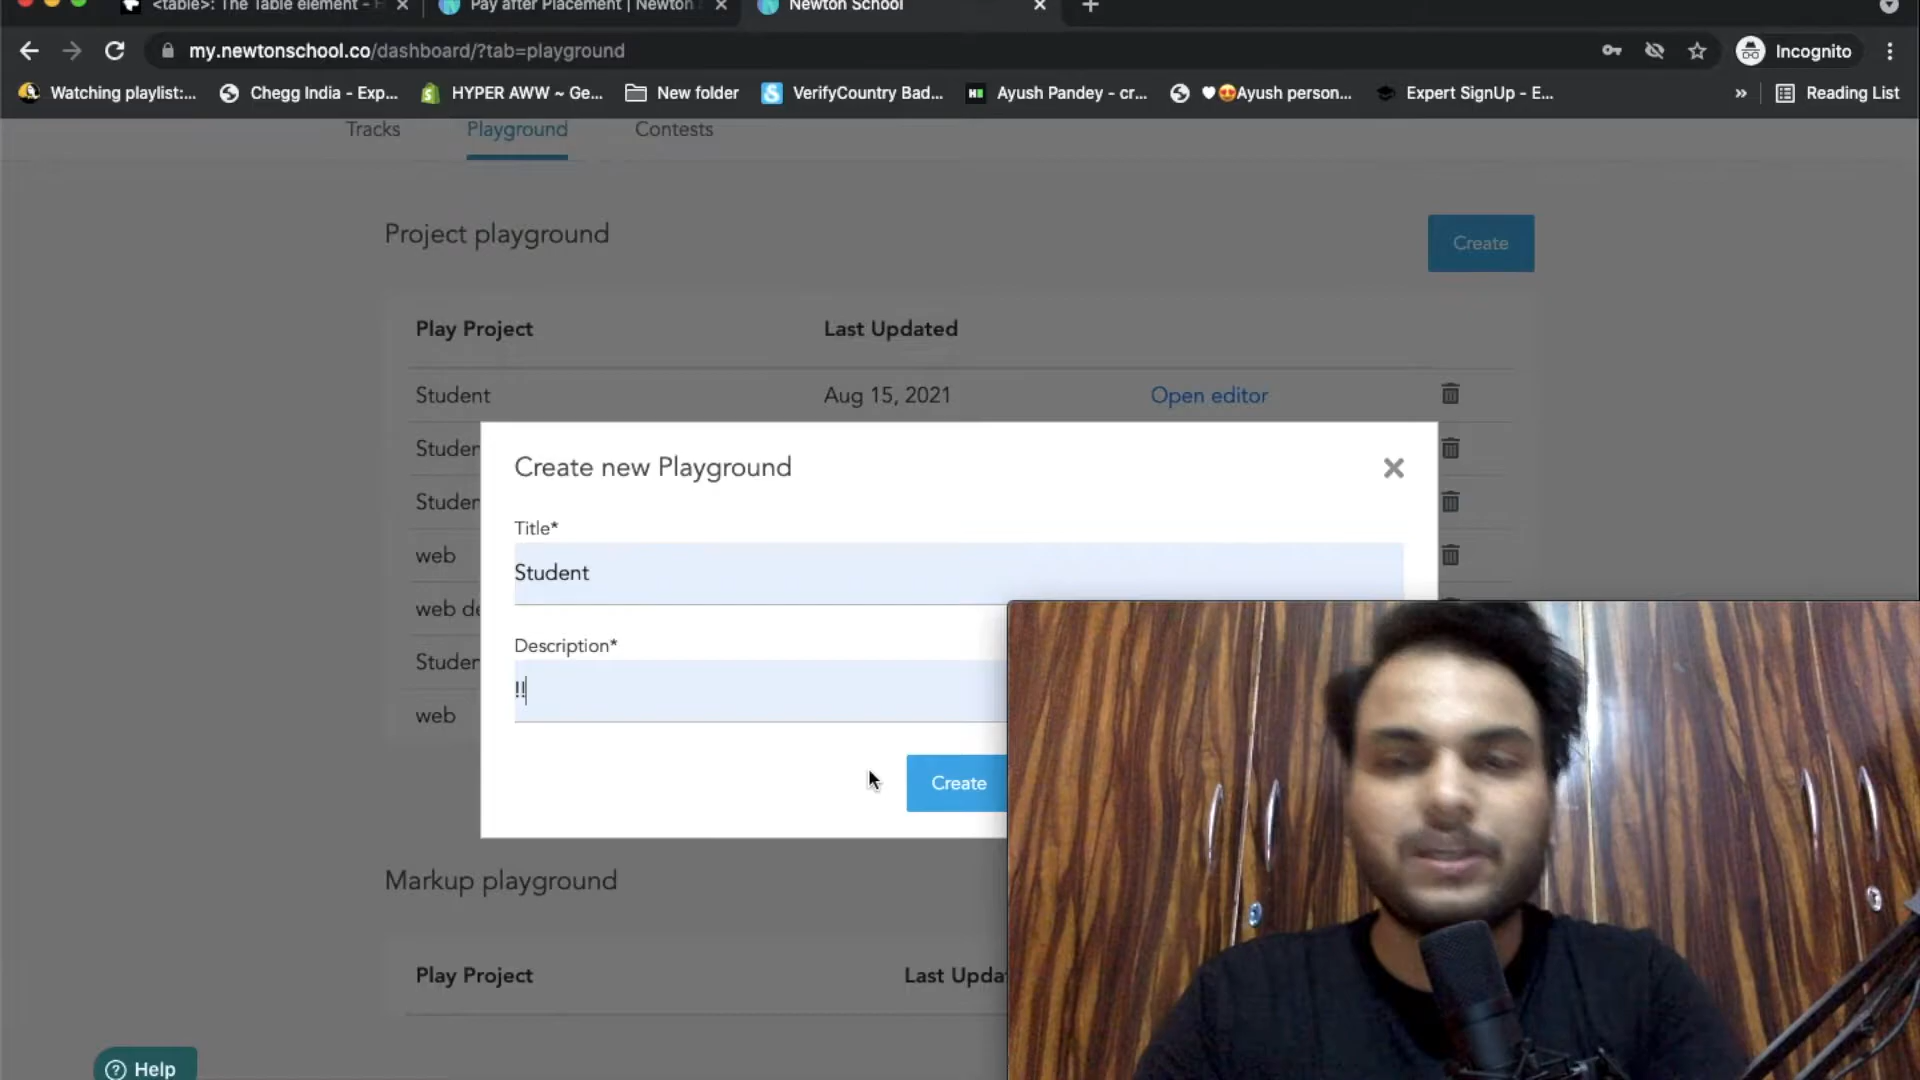 <table>: The Table element -
Pay after Placement | Newton
Newton School
my.newtonschool.co/dashboard/?tab=playground
Incognito
Watching playlist:...
Chegg India - Exp...
HYPER AWW ~ Ge...
New folder
VerifyCountry Bad...
Ayush Pandey - cr...
♥😍Ayush person...
Expert SignUp - E...
»
Reading List
Tracks
Playground
Contests
Project playground
Create
Play Project
Last Updated
Student
Aug 15, 2021
Open editor
Studen
Studen
web
web de
Studen
web
Create new Playground
Title*
Student
Description*
!!
Create
Markup playground
Play Project
Last Upda
Help